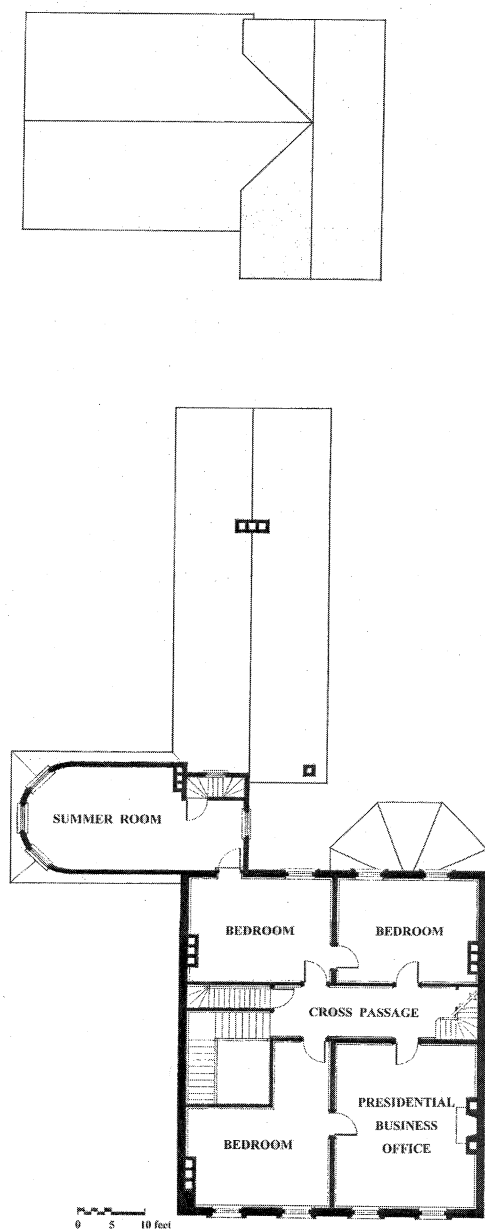 SUMMER ROOM
BEDROOM
BEDROOM
CROSS PASSAGE
PRESIDENTIAL
BUSINESS
OFFICE
BEDROOM
0 5 10 feet